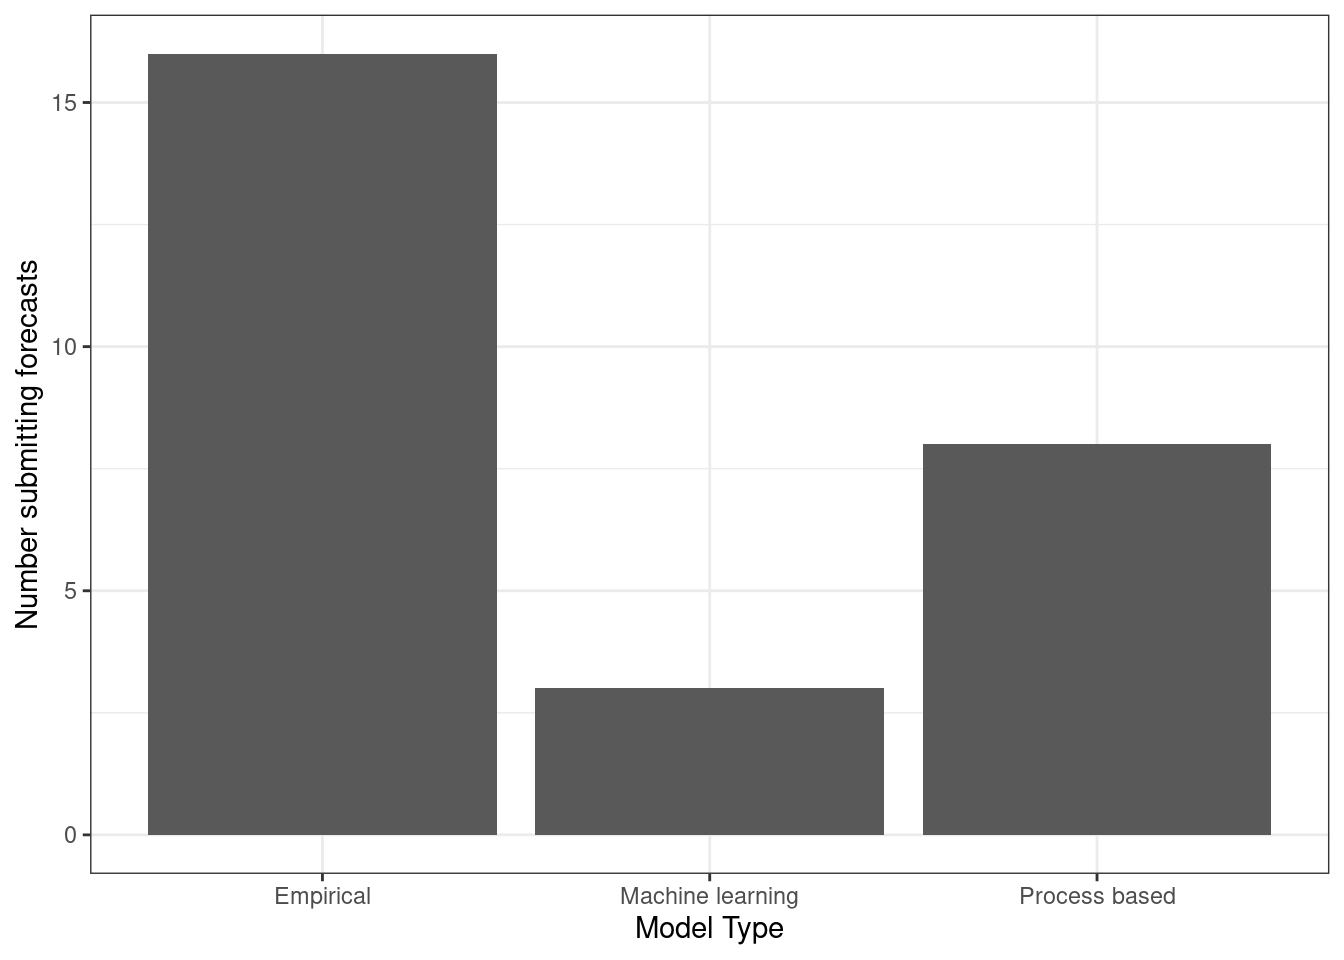 Number submitting forecasts
15
10
5
0
Empirical
Machine learning
Process based
Model Type